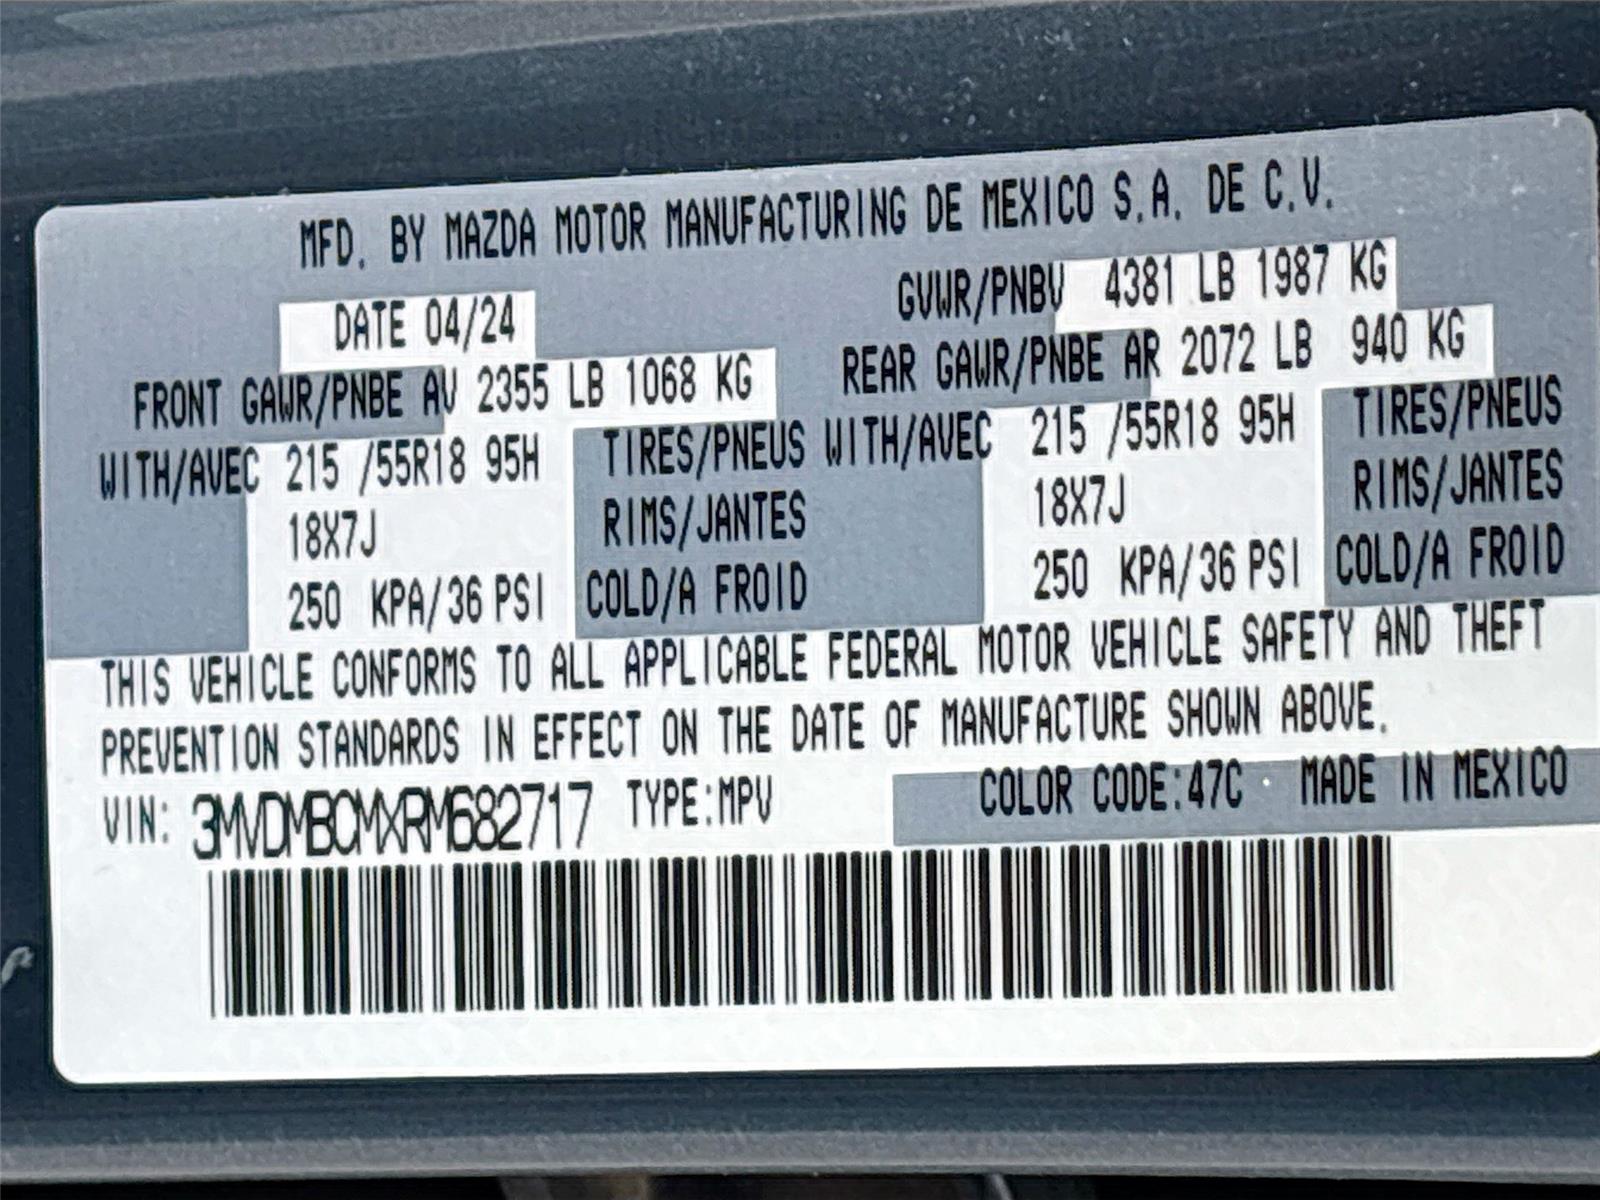 MFD. BY MAZDA MOTOR MANUFACTURING DE MEXICO S.A. DE C.V.
DATE 04/24 GVWR/PNBV 4381 LB 1987 KG
FRONT GAWR/PNBE AV 2355 LB 1068 KG REAR GAWR/PNBE AR 2072 LB 940 KG
WITH/AVEC 215 /55R18 95H TIRES/PNEUS WITH/AVEC 215 /55R18 95H TIRES/PNEUS
18X7J RIMS/JANTES 18X7J RIMS/JANTES
250 KPA/36 PSI COLD/A FROID 250 KPA/36 PSI COLD/A FROID
THIS VEHICLE CONFORMS TO ALL APPLICABLE FEDERAL MOTOR VEHICLE SAFETY AND THEFT
PREVENTION STANDARDS IN EFFECT ON THE DATE OF MANUFACTURE SHOWN ABOVE.
VIN: 3MVDMBCMXRM682717 TYPE:MPV COLOR CODE:47C MADE IN MEXICO